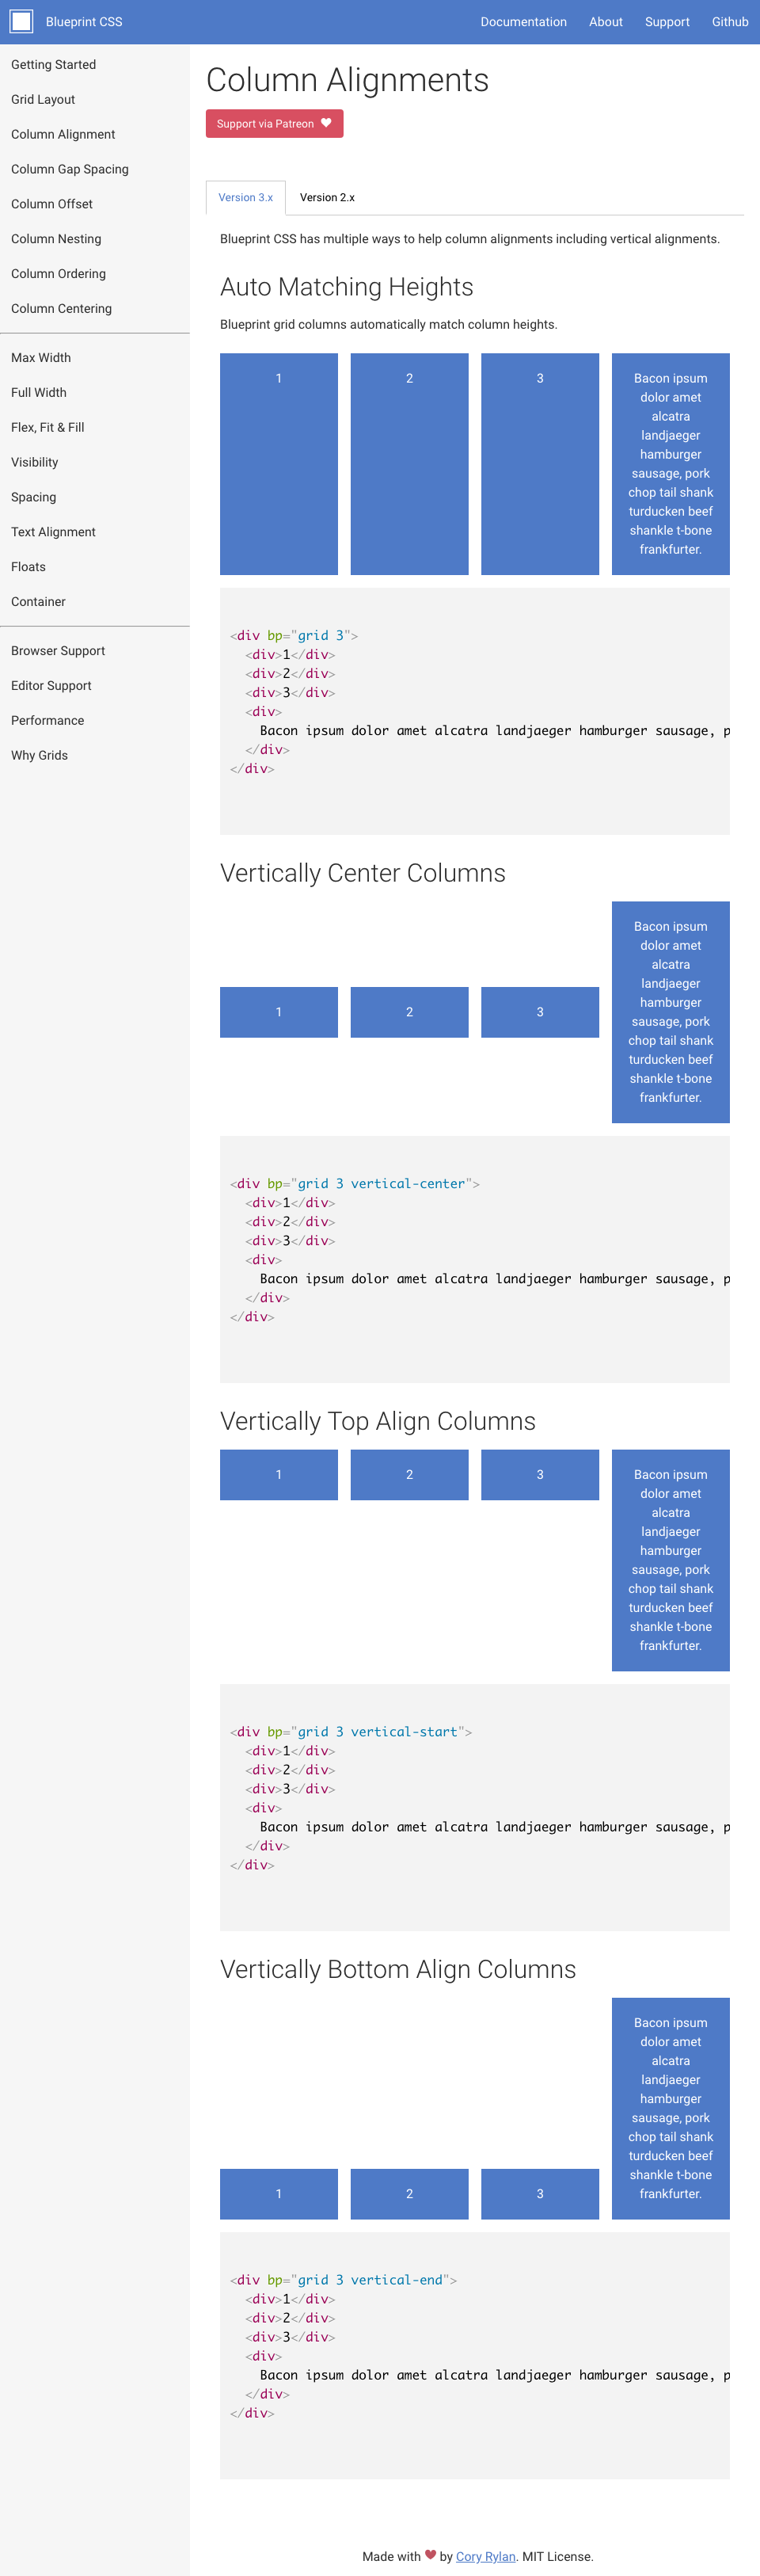 Blueprint CSS
Documentation About Support Github
Getting Started
Grid Layout
Column Alignment
Column Gap Spacing
Column Offset
Column Nesting
Column Ordering
Column Centering
Max Width
Full Width
Flex, Fit & Fill
Visibility
Spacing
Text Alignment
Floats
Container
Browser Support
Editor Support
Performance
Why Grids
Column Alignments
Support via Patreon
Version 3.x Version 2.x
Blueprint CSS has multiple ways to help column alignments including vertical alignments.
Auto Matching Heights
Blueprint grid columns automatically match column heights.
1
2
3
Bacon ipsum
dolor amet
alcatra
landjaeger
hamburger
sausage, pork
chop tail shank
turducken beef
shankle t-bone
frankfurter.
<div bp="grid 3">
  <div>1</div>
  <div>2</div>
  <div>3</div>
  <div>
    Bacon ipsum dolor amet alcatra landjaeger hamburger sausage, p
  </div>
</div>
Vertically Center Columns
1
2
3
Bacon ipsum
dolor amet
alcatra
landjaeger
hamburger
sausage, pork
chop tail shank
turducken beef
shankle t-bone
frankfurter.
<div bp="grid 3 vertical-center">
  <div>1</div>
  <div>2</div>
  <div>3</div>
  <div>
    Bacon ipsum dolor amet alcatra landjaeger hamburger sausage, p
  </div>
</div>
Vertically Top Align Columns
1
2
3
Bacon ipsum
dolor amet
alcatra
landjaeger
hamburger
sausage, pork
chop tail shank
turducken beef
shankle t-bone
frankfurter.
<div bp="grid 3 vertical-start">
  <div>1</div>
  <div>2</div>
  <div>3</div>
  <div>
    Bacon ipsum dolor amet alcatra landjaeger hamburger sausage, p
  </div>
</div>
Vertically Bottom Align Columns
1
2
3
Bacon ipsum
dolor amet
alcatra
landjaeger
hamburger
sausage, pork
chop tail shank
turducken beef
shankle t-bone
frankfurter.
<div bp="grid 3 vertical-end">
  <div>1</div>
  <div>2</div>
  <div>3</div>
  <div>
    Bacon ipsum dolor amet alcatra landjaeger hamburger sausage, p
  </div>
</div>
Made with ♥ by Cory Rylan. MIT License.